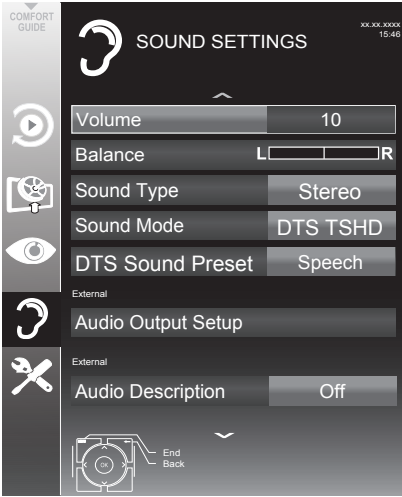 COMFORT
GUIDE
SOUND SETTINGS
xx.xx.xxxx
15:46
Volume 10
Balance L R
Sound Type Stereo
Sound Mode DTS TSHD
DTS Sound Preset Speech
External
Audio Output Setup
External
Audio Description Off
OK
End
Back